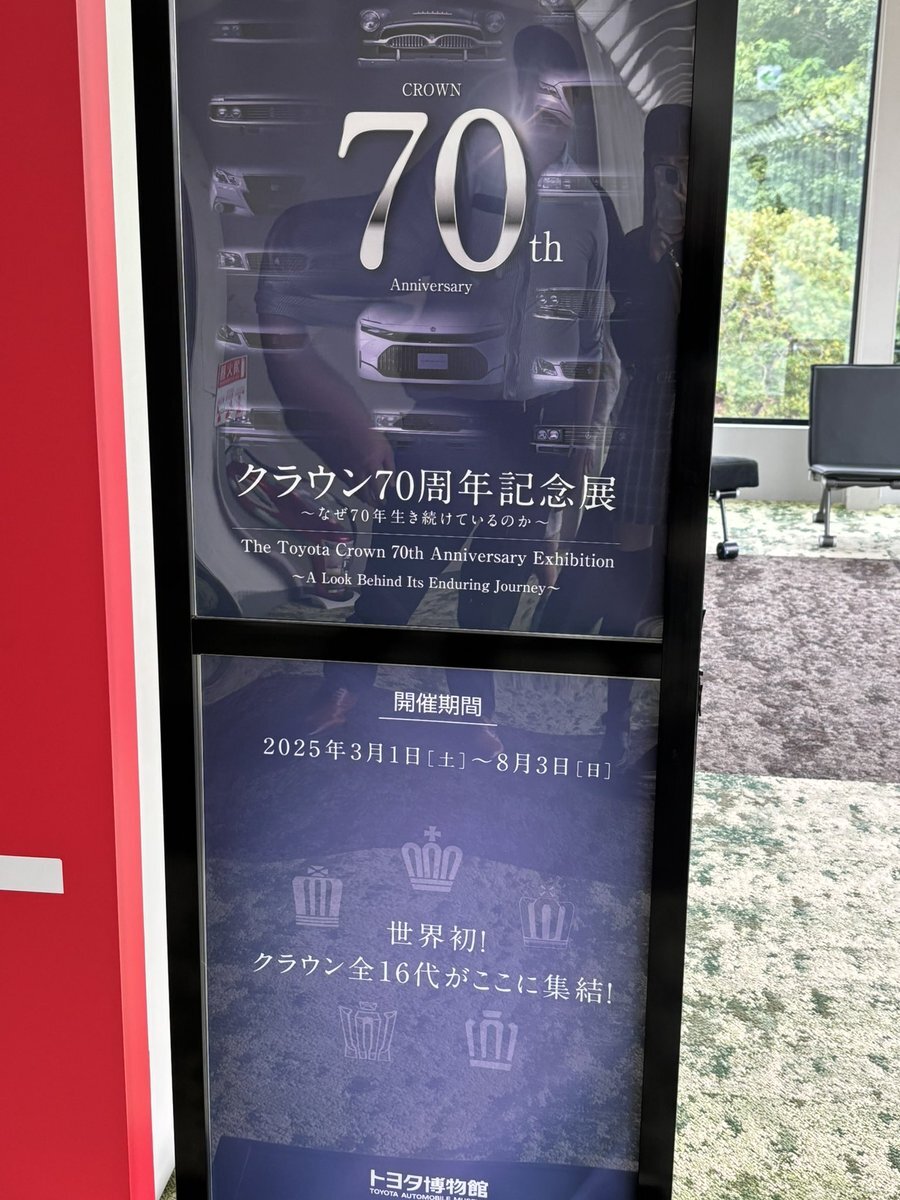 CROWN
70th
Anniversary
クラウン70周年記念展
～なぜ70年生き続けているのか～
The Toyota Crown 70th Anniversary Exhibition
～A Look Behind Its Enduring Journey～
開催期間
2025年3月1日[土]～8月3日[日]
世界初!
クラウン全16代がここに集結!
トヨタ博物館
TOYOTA AUTOMOBILE